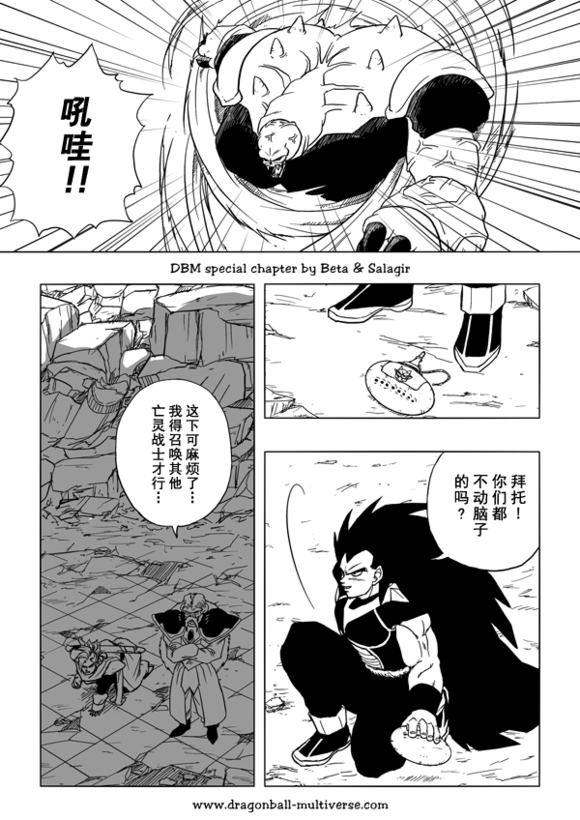 吼哇!!
DBM special chapter by Beta & Salagir
这下可麻烦了…
我得召唤其他
亡灵战士才行…
拜托！
你们都
不动脑子
的吗？
www.dragonball-multiverse.com